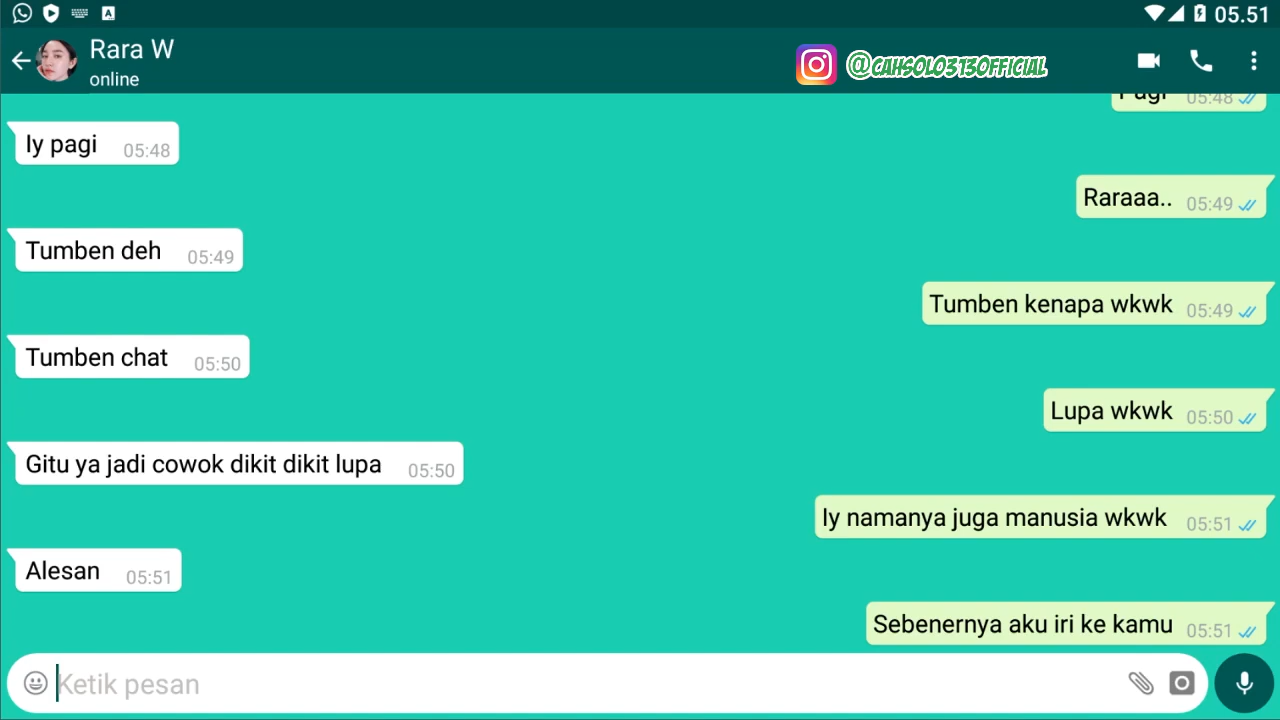 05.51
Rara W
online
@CAHSOLO313OFFICIAL
Pagi 05:48
Iy pagi 05:48
Raraaa.. 05:49
Tumben deh 05:49
Tumben kenapa wkwk 05:49
Tumben chat 05:50
Lupa wkwk 05:50
Gitu ya jadi cowok dikit dikit lupa 05:50
Iy namanya juga manusia wkwk 05:51
Alesan 05:51
Sebenernya aku iri ke kamu 05:51
Ketik pesan